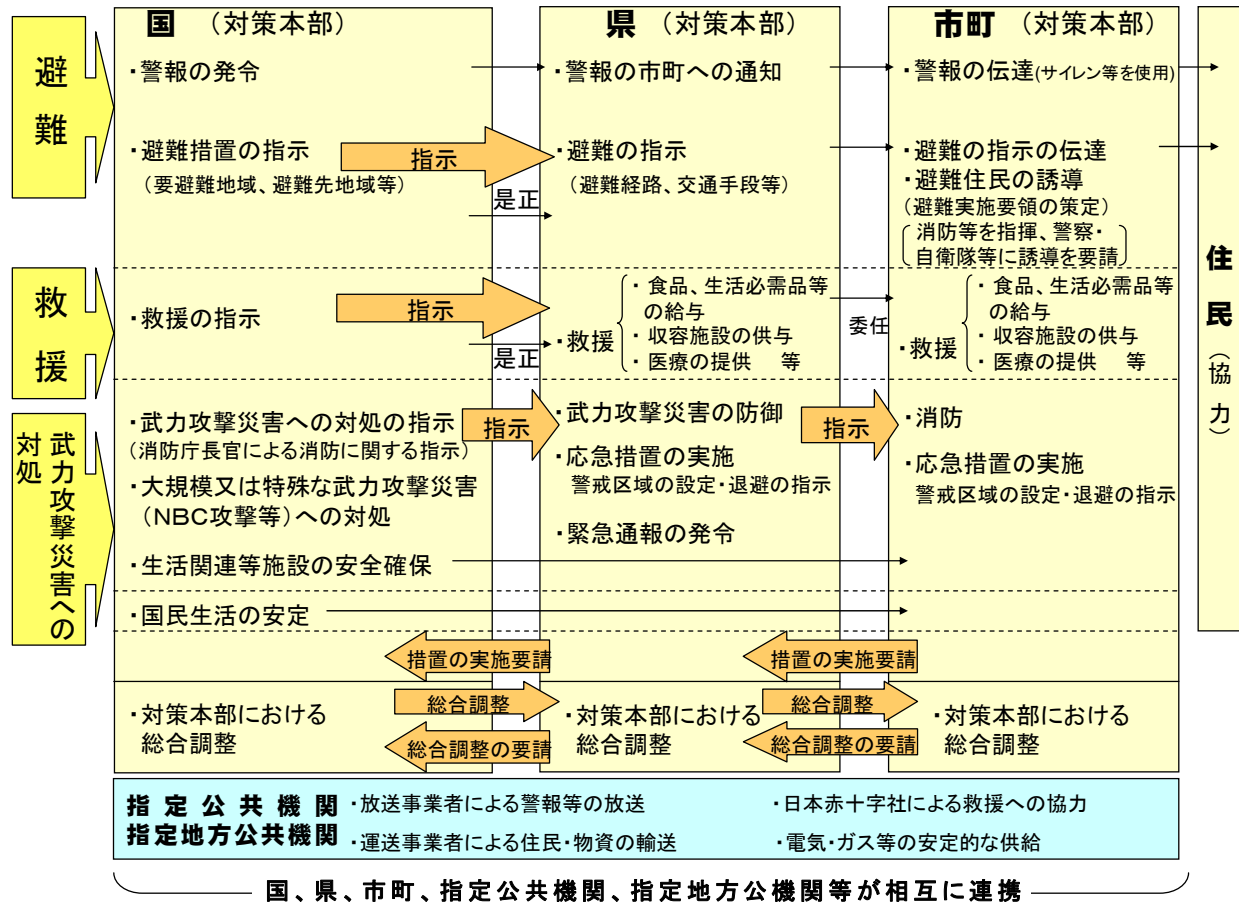 国 （対策本部）
県 （対策本部）
市町 （対策本部）
避難
・警報の発令
・警報の市町への通知
・警報の伝達(サイレン等を使用)
・避難措置の指示
（要避難地域、避難先地域等）
指示
是正
・避難の指示
（避難経路、交通手段等）
・避難の指示の伝達
・避難住民の誘導
（避難実施要領の策定）
消防等を指揮、警察・
自衛隊等に誘導を要請
救援
・救援の指示
指示
是正
・救援
・食品、生活必需品等
の給与
・収容施設の供与
・医療の提供　等
委任
・救援
・食品、生活必需品等
の給与
・収容施設の供与
・医療の提供　等
武力攻撃災害への
対処
・武力攻撃災害への対処の指示
（消防庁長官による消防に関する指示）
・大規模又は特殊な武力攻撃災害
（NBC攻撃等）への対処
・生活関連等施設の安全確保
・国民生活の安定
指示
・武力攻撃災害の防御
・応急措置の実施
警戒区域の設定・退避の指示
・緊急通報の発令
指示
・消防
・応急措置の実施
警戒区域の設定・退避の指示
措置の実施要請
措置の実施要請
・対策本部における
総合調整
総合調整
総合調整の要請
・対策本部における
総合調整
総合調整
総合調整の要請
・対策本部における
総合調整
住民（協力）
指定公共機関
指定地方公共機関
・放送事業者による警報等の放送
・日本赤十字社による救援への協力
・運送事業者による住民・物資の輸送
・電気・ガス等の安定的な供給
国、県、市町、指定公共機関、指定地方公機関等が相互に連携